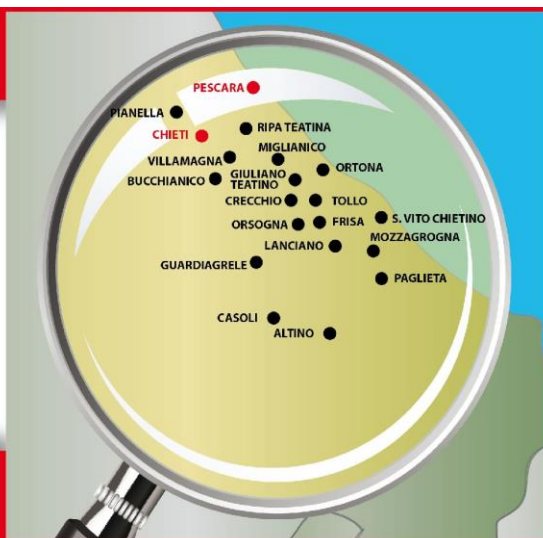 PESCARA
PIANELLA
CHIETI
RIPA TEATINA
MIGLIANICO
VILLAMAGNA
ORTONA
GIULIANO
TEATINO
BUCCHIANICO
CRECCHIO
TOLLO
S. VITO CHIETINO
ORSOGNA
FRISA
MOZZAGROGNA
LANCIANO
GUARDIAGRELE
PAGLIETA
CASOLI
ALTINO